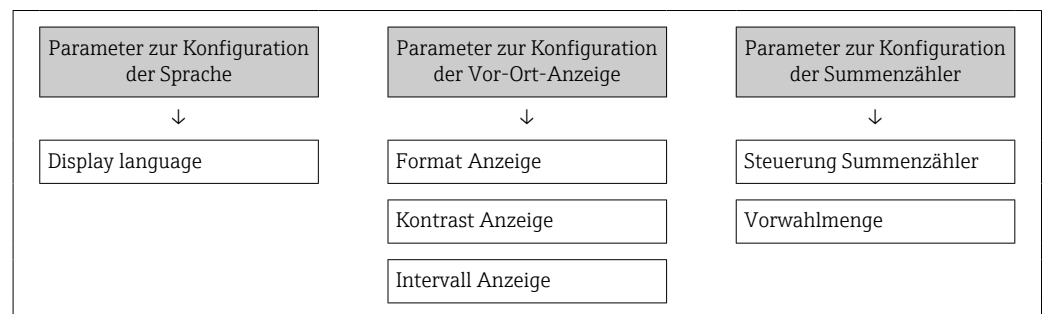 Parameter zur Konfiguration
der Sprache
↓
Display language
Parameter zur Konfiguration
der Vor-Ort-Anzeige
↓
Format Anzeige
Kontrast Anzeige
Intervall Anzeige
Parameter zur Konfiguration
der Summenzähler
↓
Steuerung Summenzähler
Vorwahlmenge